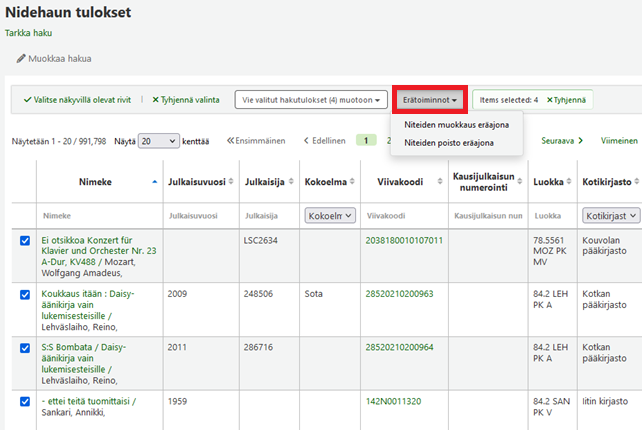 Nidehaun tulokset
Tarkka haku
Muokkaa hakua
Valitse näkyvillä olevat rivit | Tyhjennä valinta Vie valitut hakutulokset (4) muotoon Erätoiminnot Items selected: 4 Tyhjennä
Niteiden muokkaus eräajona
Niteiden poisto eräajona
Näytetään 1 - 20 / 991,798 Näytä 20 kenttää Ensimmäinen Edellinen 1 2 Seuraava Viimeinen
Nimeke Julkaisuvuosi Julkaisija Kokoelma Viivakoodi Kausijulkaisun numerointi Luokka Kotikirjasto
Nimeke Julkaisuvuosi Julkaisija Kokoelm Viivakoodi Kausijulkaisun nun Luokka Kotikirjast
Ei otsikkoa Konzert für LSC2634 2038180010107011 78.5561 Kouvolan
Klavier und Orchester Nr. 23 MOZ PK pääkirjasto
A-Dur, KV488 / Mozart, MV
Wolfgang Amadeus,
Koukkaus itään : Daisy- 2009 248506 Sota 28520210200963 84.2 LEH Kotkan
äänikirja vain PK A pääkirjasto
lukemisesteisille /
Lehväslaiho, Reino,
S:S Bombata / Daisy- 2011 286716 28520210200964 84.2 LEH Kotkan
äänikirja vain PK A pääkirjasto
lukemisesteisille /
Lehväslaiho, Reino,
- ettei teitä tuomittaisi / 1959 142N0011320 84.2 SAN Iitin kirjasto
Sankari, Annikki, PK V